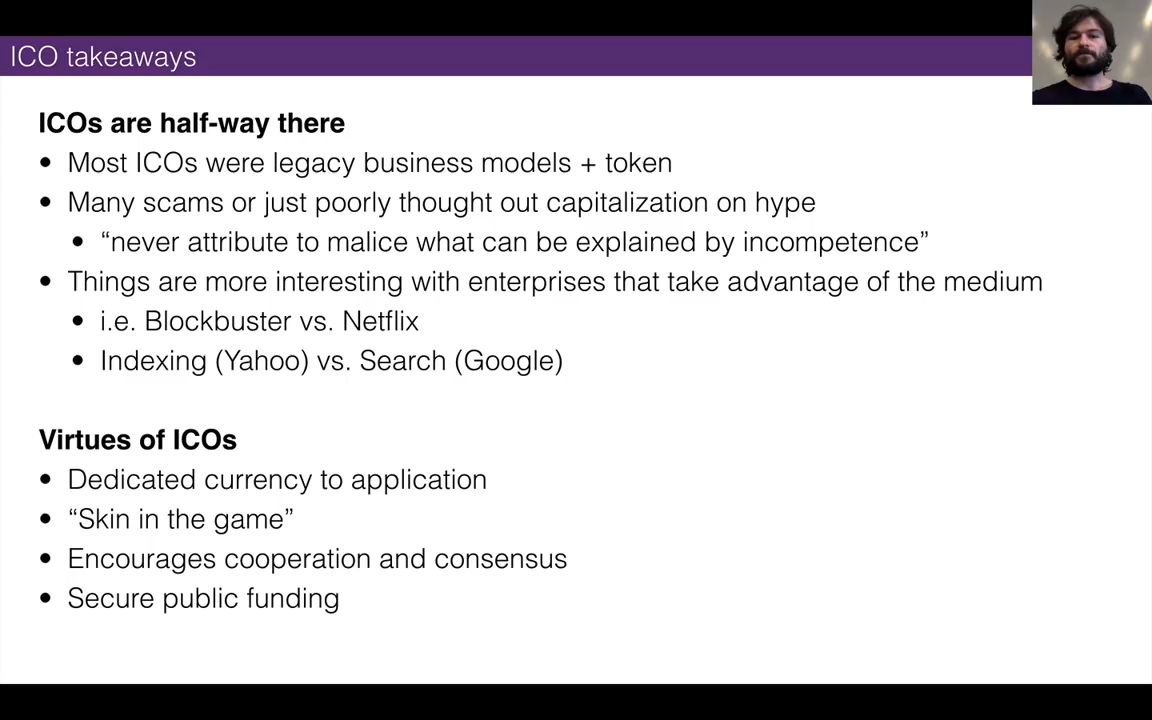 ICO takeaways
ICOs are half-way there
• Most ICOs were legacy business models + token
• Many scams or just poorly thought out capitalization on hype
• “never attribute to malice what can be explained by incompetence”
• Things are more interesting with enterprises that take advantage of the medium
• i.e. Blockbuster vs. Netflix
• Indexing (Yahoo) vs. Search (Google)
Virtues of ICOs
• Dedicated currency to application
• “Skin in the game”
• Encourages cooperation and consensus
• Secure public funding